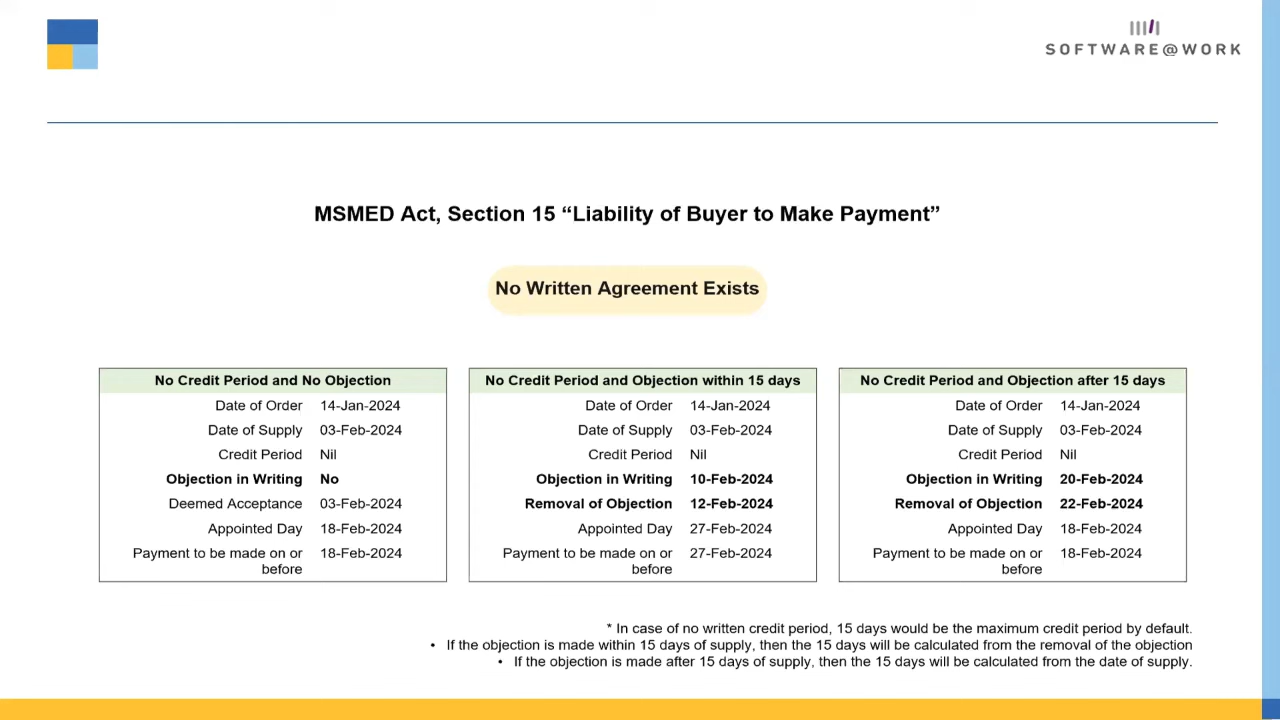 SOFTWARE@WORK
MSMED Act, Section 15 “Liability of Buyer to Make Payment”
No Written Agreement Exists
No Credit Period and No Objection
Date of Order 14-Jan-2024
Date of Supply 03-Feb-2024
Credit Period Nil
Objection in Writing No
Deemed Acceptance 03-Feb-2024
Appointed Day 18-Feb-2024
Payment to be made on or 18-Feb-2024
before
No Credit Period and Objection within 15 days
Date of Order 14-Jan-2024
Date of Supply 03-Feb-2024
Credit Period Nil
Objection in Writing 10-Feb-2024
Removal of Objection 12-Feb-2024
Appointed Day 27-Feb-2024
Payment to be made on or 27-Feb-2024
before
No Credit Period and Objection after 15 days
Date of Order 14-Jan-2024
Date of Supply 03-Feb-2024
Credit Period Nil
Objection in Writing 20-Feb-2024
Removal of Objection 22-Feb-2024
Appointed Day 18-Feb-2024
Payment to be made on or 18-Feb-2024
before
* In case of no written credit period, 15 days would be the maximum credit period by default.
• If the objection is made within 15 days of supply, then the 15 days will be calculated from the removal of the objection
• If the objection is made after 15 days of supply, then the 15 days will be calculated from the date of supply.